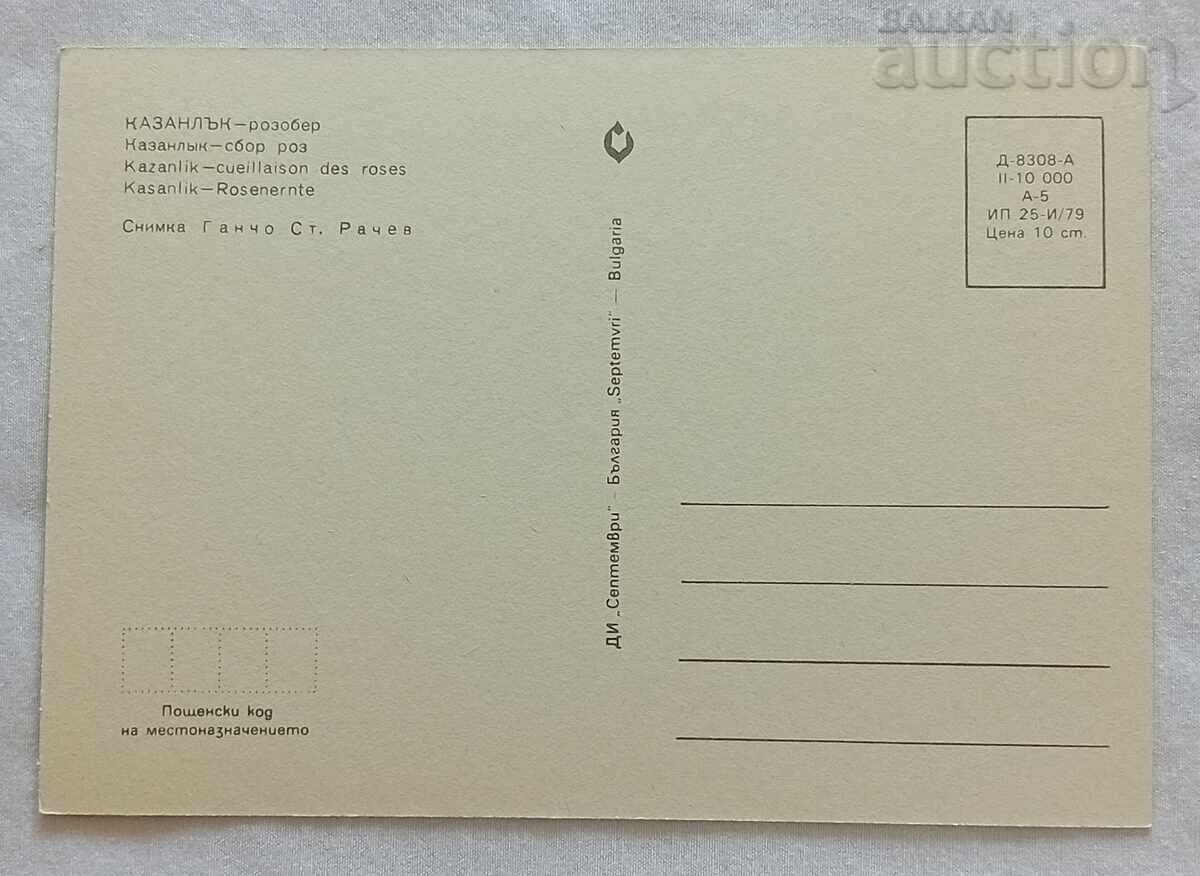 BALKAN
auction
КАЗАНЛЪК—розобер
Казанлык—сбор роз
Kazanlik—cueillaison des roses
Kasanlik—Rosenernte
Снимка Ганчо Ст. Рачев
Д-8308-А
II-10 000
А-5
ИП 25-И/79
Цена 10 ст.
ДИ „Септември" - България „Septemvri" — Bulgaria
Пощенски код
на местоназначението